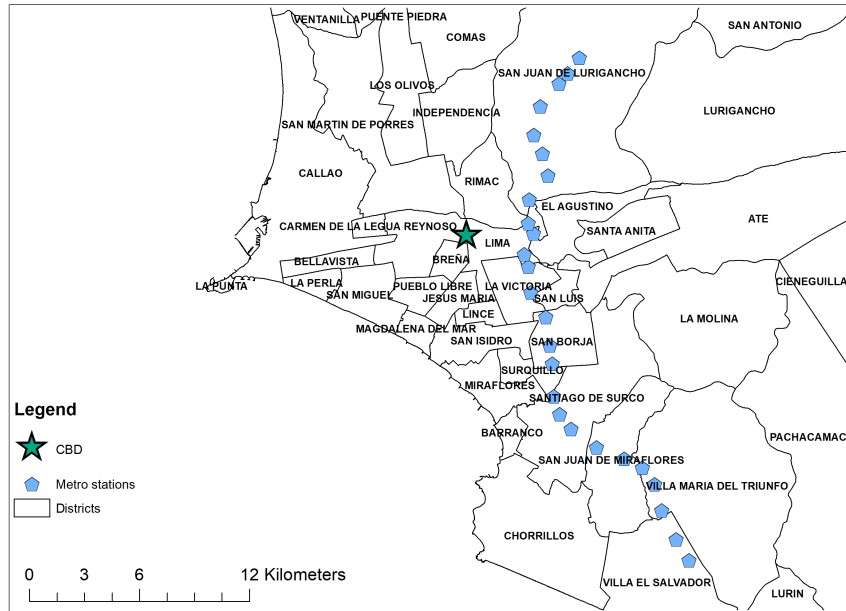 VENTANILLA
PUENTE PIEDRA
SAN ANTONIO
COMAS
SAN JUAN DE LURIGANCHO
LOS OLIVOS
INDEPENDENCIA
LURIGANCHO
SAN MARTIN DE PORRES
CALLAO
RIMAC
EL AGUSTINO
ATE
CARMEN DE LA LEGUA REYNOSO
SANTA ANITA
LIMA
BREÑA
BELLAVISTA
LA PUNTA
LA PERLA
SAN MIGUEL
PUEBLO LIBRE
LA VICTORIA
CIENEGUILLA
JESUS MARIA
SAN LUIS
LINCE
LA MOLINA
MAGDALENA DEL MAR
SAN ISIDRO
SAN BORJA
SURQUILLO
MIRAFLORES
SANTIAGO DE SURCO
BARRANCO
PACHACAMAC
SAN JUAN DE MIRAFLORES
VILLA MARIA DEL TRIUNFO
CHORRILLOS
VILLA EL SALVADOR
LURIN
Legend
CBD
Metro stations
Districts
0 3 6 12 Kilometers